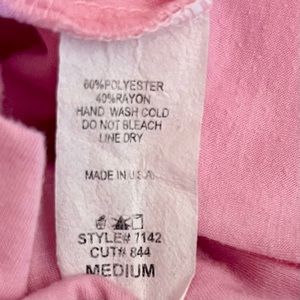 60%POLYESTER
40%RAYON
HAND WASH COLD
DO NOT BLEACH
LINE DRY
MADE IN U.S.A.
STYLE# 7142
CUT# 844
MEDIUM